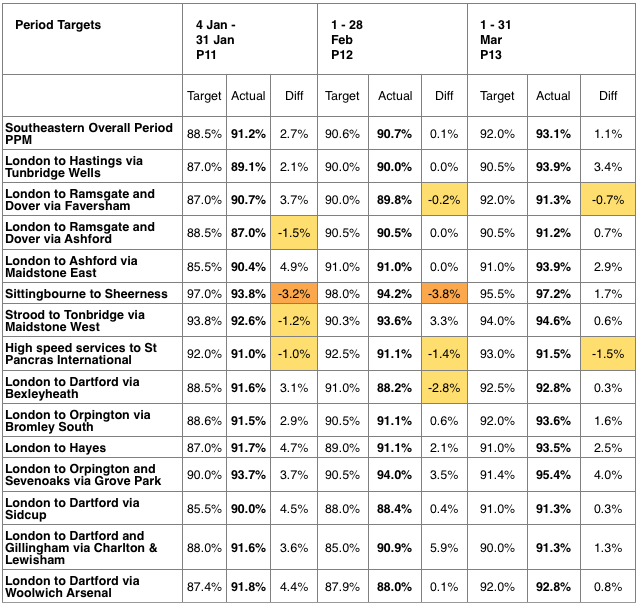 Period Targets
4 Jan -
31 Jan
P11
1 - 28
Feb
P12
1 - 31
Mar
P13
Target Actual Diff Target Actual Diff Target Actual Diff
Southeastern Overall Period
PPM
88.5% 91.2% 2.7% 90.6% 90.7% 0.1% 92.0% 93.1% 1.1%
London to Hastings via
Tunbridge Wells
87.0% 89.1% 2.1% 90.0% 90.0% 0.0% 90.5% 93.9% 3.4%
London to Ramsgate and
Dover via Faversham
87.0% 90.7% 3.7% 90.0% 89.8% -0.2% 92.0% 91.3% -0.7%
London to Ramsgate and
Dover via Ashford
88.5% 87.0% -1.5% 90.5% 90.5% 0.0% 90.5% 91.2% 0.7%
London to Ashford via
Maidstone East
85.5% 90.4% 4.9% 91.0% 91.0% 0.0% 91.0% 93.9% 2.9%
Sittingbourne to Sheerness 97.0% 93.8% -3.2% 98.0% 94.2% -3.8% 95.5% 97.2% 1.7%
Strood to Tonbridge via
Maidstone West
93.8% 92.6% -1.2% 90.3% 93.6% 3.3% 94.0% 94.6% 0.6%
High speed services to St
Pancras International
92.0% 91.0% -1.0% 92.5% 91.1% -1.4% 93.0% 91.5% -1.5%
London to Dartford via
Bexleyheath
88.5% 91.6% 3.1% 91.0% 88.2% -2.8% 92.5% 92.8% 0.3%
London to Orpington via
Bromley South
88.6% 91.5% 2.9% 90.5% 91.1% 0.6% 92.0% 93.6% 1.6%
London to Hayes 87.0% 91.7% 4.7% 89.0% 91.1% 2.1% 91.0% 93.5% 2.5%
London to Orpington and
Sevenoaks via Grove Park
90.0% 93.7% 3.7% 90.5% 94.0% 3.5% 91.4% 95.4% 4.0%
London to Dartford via
Sidcup
85.5% 90.0% 4.5% 88.0% 88.4% 0.4% 91.0% 91.3% 0.3%
London to Dartford and
Gillingham via Charlton &
Lewisham
88.0% 91.6% 3.6% 85.0% 90.9% 5.9% 90.0% 91.3% 1.3%
London to Dartford via
Woolwich Arsenal
87.4% 91.8% 4.4% 87.9% 88.0% 0.1% 92.0% 92.8% 0.8%